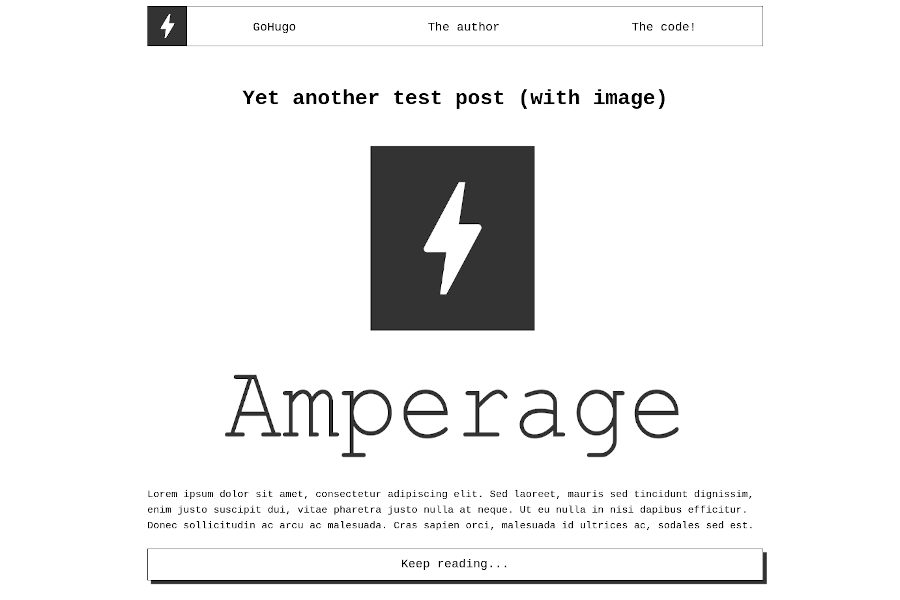 GoHugo The author The code!
Yet another test post (with image)
Amperage
Lorem ipsum dolor sit amet, consectetur adipiscing elit. Sed laoreet, mauris sed tincidunt dignissim,
enim justo suscipit dui, vitae pharetra justo nulla at neque. Ut eu nulla in nisi dapibus efficitur.
Donec sollicitudin ac arcu ac malesuada. Cras sapien orci, malesuada id ultrices ac, sodales sed est.
Keep reading...